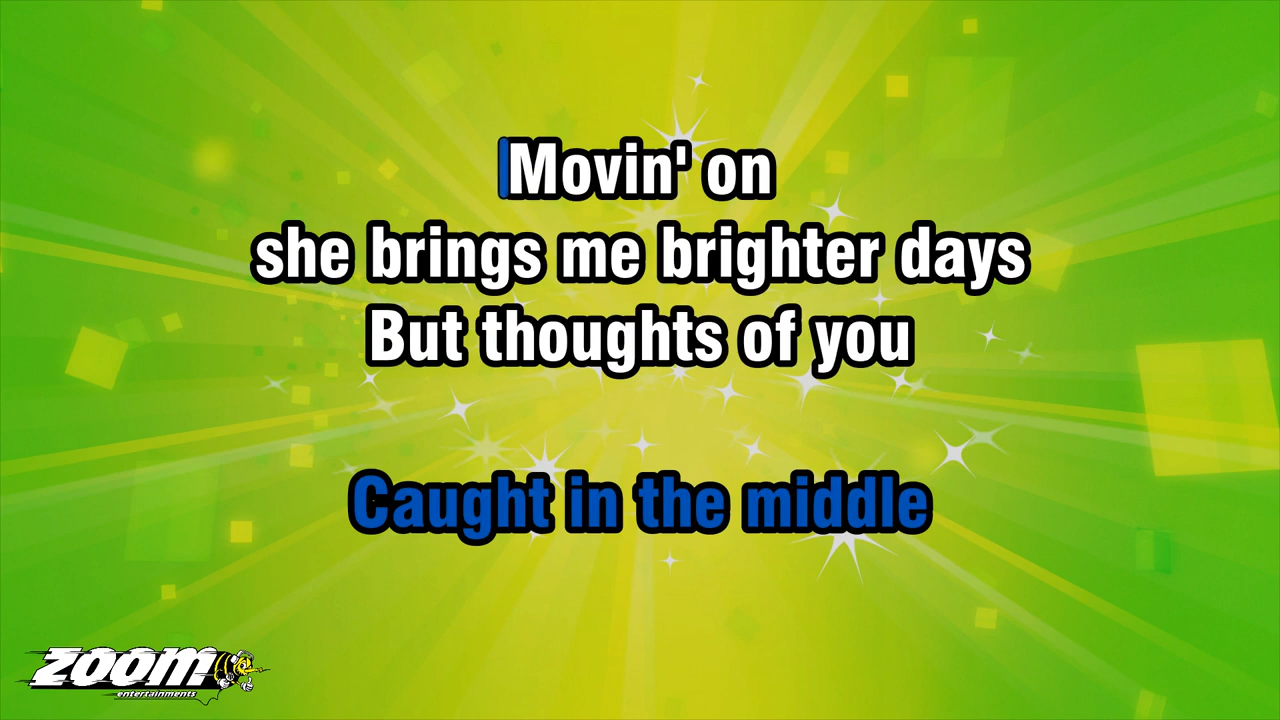 Movin' on
she brings me brighter days
But thoughts of you
Caught in the middle
ZOOM
entertainments